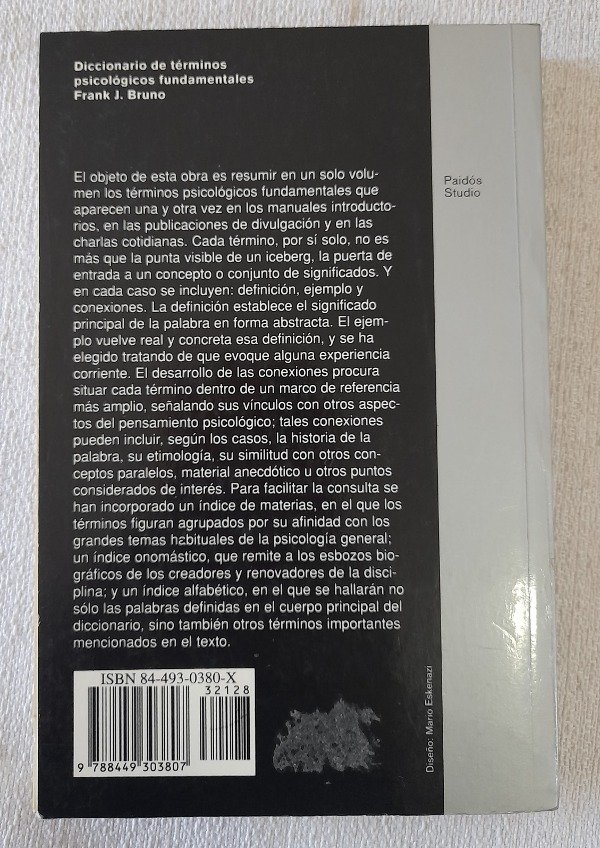 Diccionario de términos
psicológicos fundamentales
Frank J. Bruno
El objeto de esta obra es resumir en un solo volu-
men los términos psicológicos fundamentales que
aparecen una y otra vez en los manuales introducto-
rios, en las publicaciones de divulgación y en las
charlas cotidianas. Cada término, por sí solo, no es
más que la punta visible de un iceberg, la puerta de
entrada a un concepto o conjunto de significados. Y
en cada caso se incluyen: definición, ejemplo y
conexiones. La definición establece el significado
principal de la palabra en forma abstracta. El ejem-
plo vuelve real y concreta esa definición, y se ha
elegido tratando de que evoque alguna experiencia
corriente. El desarrollo de las conexiones procura
situar cada término dentro de un marco de referencia
más amplio, señalando sus vínculos con otros aspec-
tos del pensamiento psicológico; tales conexiones
pueden incluir, según los casos, la historia de la
palabra, su etimología, su similitud con otros con-
ceptos paralelos, material anecdótico u otros puntos
considerados de interés. Para facilitar la consulta se
han incorporado un índice de materias, en el que los
términos figuran agrupados por su afinidad con los
grandes temas habituales de la psicología general;
un índice onomástico, que remite a los esbozos bio-
gráficos de los creadores y renovadores de la disci-
plina; y un índice alfabético, en el que se hallarán no
sólo las palabras definidas en el cuerpo principal del
diccionario, sino también otros términos importantes
mencionados en el texto.
ISBN 84-493-0380-X
32128
9 788449 303807
Paidós
Studio
Diseño: Mario Eskenazi